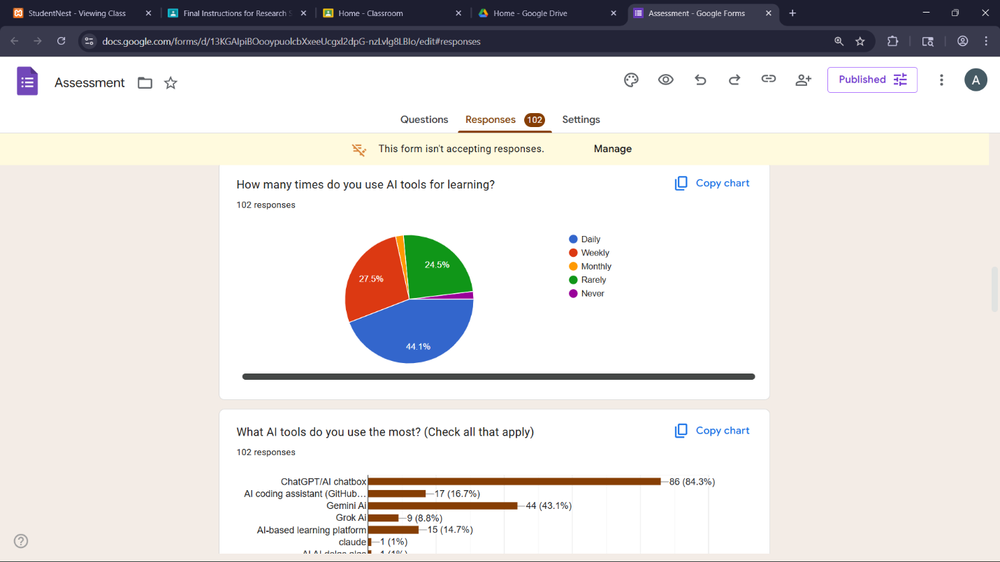 StudentNest - Viewing Class
Final Instructions for Research S
Home - Classroom
Home - Google Drive
Assessment - Google Forms
docs.google.com/forms/d/13KGAlpiBOooypuolcbXxeeUcgxl2dpG-nzLvlg8LBIo/edit#responses
Assessment
Published
A
Questions
Responses 102
Settings
This form isn't accepting responses.
Manage
How many times do you use AI tools for learning?
Copy chart
102 responses
24.5%
27.5%
44.1%
Daily
Weekly
Monthly
Rarely
Never
What AI tools do you use the most? (Check all that apply)
Copy chart
102 responses
ChatGPT/AI chatbox 86 (84.3%)
AI coding assistant (GitHub... 17 (16.7%)
Gemini Ai 44 (43.1%)
Grok Ai 9 (8.8%)
AI-based learning platform 15 (14.7%)
claude 1 (1%)
1 (1%)